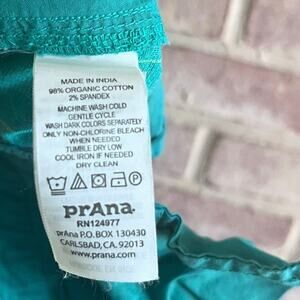 MADE IN INDIA
98% ORGANIC COTTON
2% SPANDEX
MACHINE WASH COLD
GENTLE CYCLE
WASH DARK COLORS SEPARATELY
ONLY NON-CHLORINE BLEACH
WHEN NEEDED
TUMBLE DRY LOW
COOL IRON IF NEEDED
DRY CLEAN
prAna
RN124977
prAna P.O. BOX 130430
CARLSBAD, CA. 92013
www.prana.com